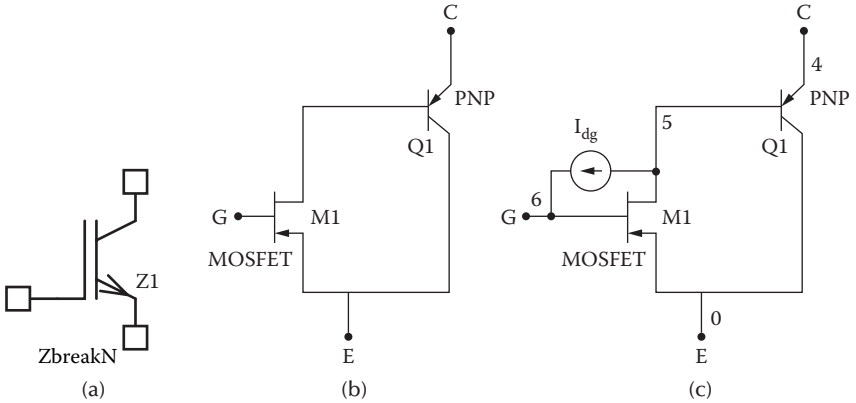 Z1
ZbreakN
(a)
C
PNP
Q1
G
M1
MOSFET
E
(b)
C
4
PNP
Q1
5
I_dg
6
G
M1
MOSFET
0
E
(c)